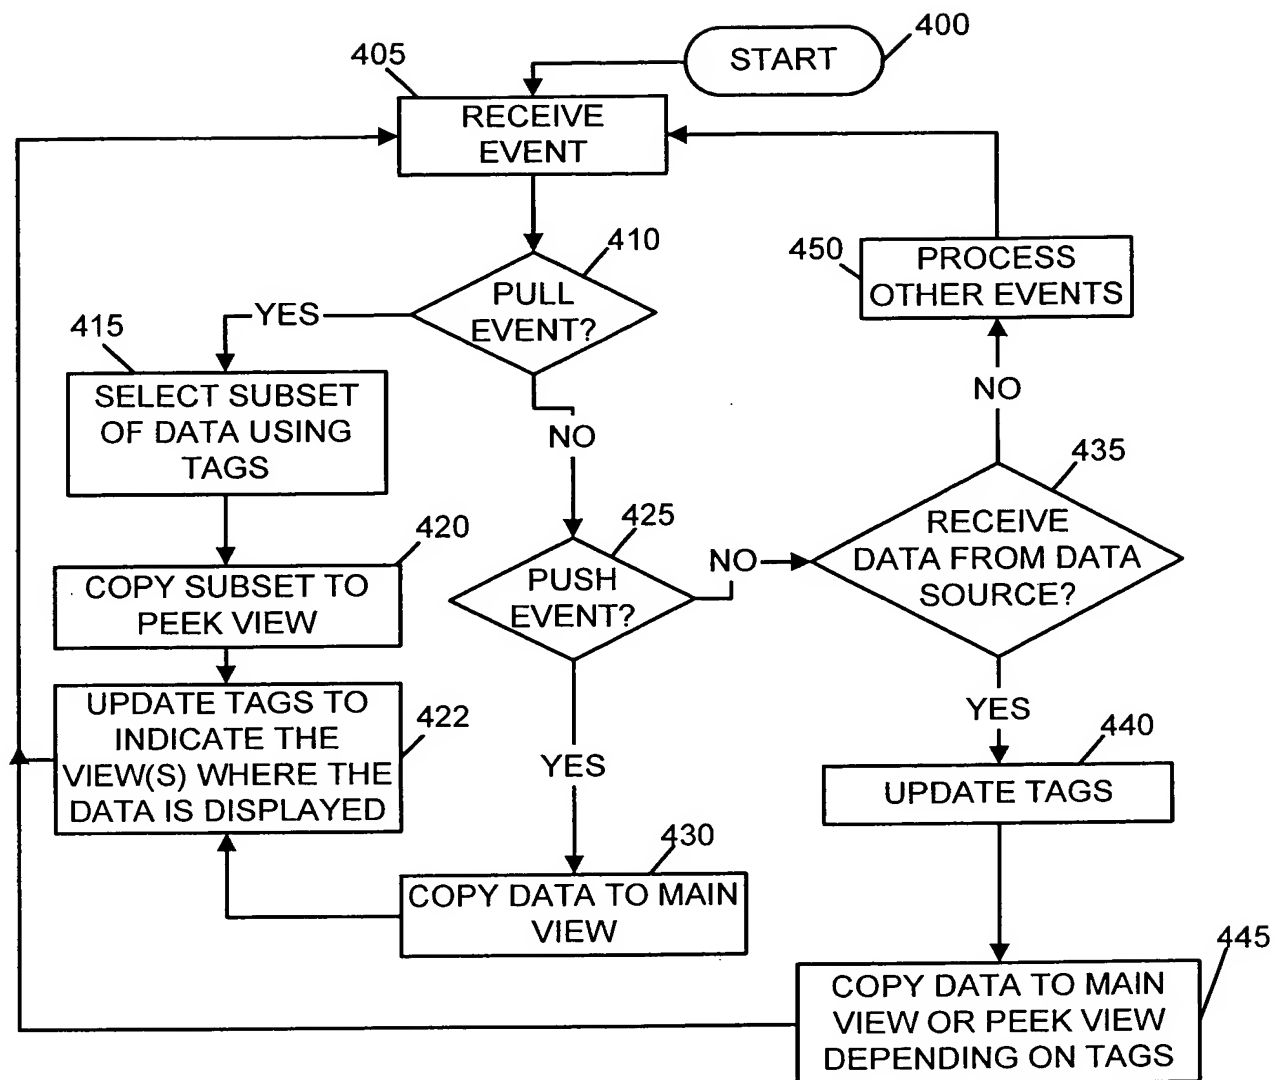 400
START
405
RECEIVE
EVENT
410
PULL
EVENT?
450
PROCESS
OTHER EVENTS
YES
415
SELECT SUBSET
OF DATA USING
TAGS
NO
NO
435
RECEIVE
DATA FROM DATA
SOURCE?
420
COPY SUBSET TO
PEEK VIEW
425
PUSH
EVENT?
NO
422
UPDATE TAGS TO
INDICATE THE
VIEW(S) WHERE THE
DATA IS DISPLAYED
YES
YES
440
UPDATE TAGS
430
COPY DATA TO MAIN
VIEW
445
COPY DATA TO MAIN
VIEW OR PEEK VIEW
DEPENDING ON TAGS